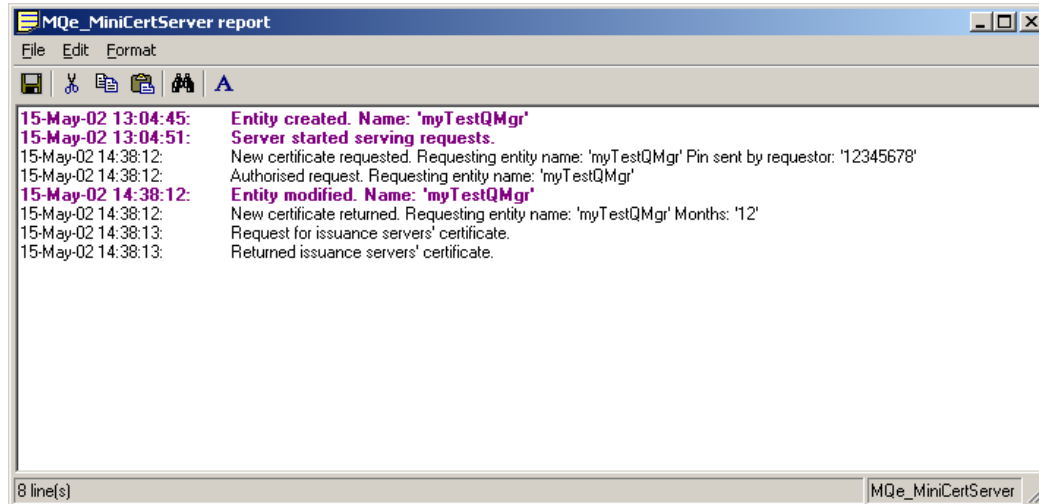 MQe_MiniCertServer report
File Edit Format
A
15-May-02 13:04:45: Entity created. Name: 'myTestQMgr'
15-May-02 13:04:51: Server started serving requests.
15-May-02 14:38:12: New certificate requested. Requesting entity name: 'myTestQMgr' Pin sent by requestor: '12345678'
15-May-02 14:38:12: Authorised request. Requesting entity name: 'myTestQMgr'
15-May-02 14:38:12: Entity modified. Name: 'myTestQMgr'
15-May-02 14:38:12: New certificate returned. Requesting entity name: 'myTestQMgr' Months: '12'
15-May-02 14:38:13: Request for issuance servers' certificate.
15-May-02 14:38:13: Returned issuance servers' certificate.
8 line(s) MQe_MiniCertServer